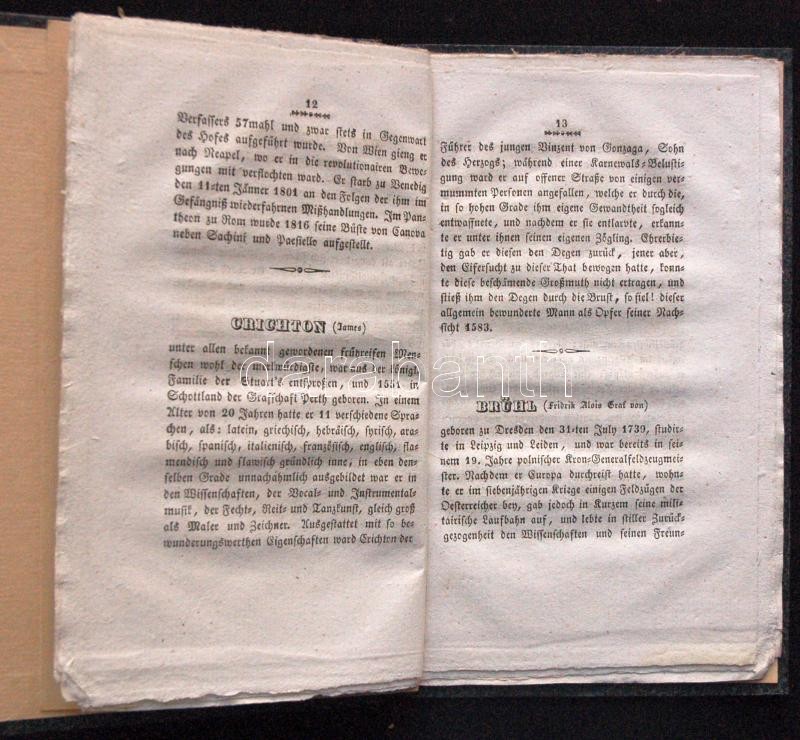 12
Verfassers 57mahl und zwar stets in Gegenwart
des Hofes aufgeführt wurde. Von Wien gieng er
nach Neapel, wo er in die revolutionairen Bewe-
gungen mit verflochten ward. Er starb zu Venedig
den 11-ten Jänner 1801 an den Folgen der ihm im
Gefängniß wiederfahrnen Mißhandlungen. Im Pan-
theon zu Rom wurde 1816 seine Büste von Canova
neben Sachini und Paesiello aufgestellt.
CRICHTON (James)
unter allen bekannt gewordenen frühreifen Men-
schen wohl der merkwürdigste, war aus der königl.
Familie der Stuart's entsproßen, und 1551 in
Schottland der Graffschaft Perth geboren. In einem
Alter von 20 Jahren hatte er 11 verschiedene Spra-
chen, als: latein, griechisch, hebräisch, syrisch, ara-
bisch, spanisch, italienisch, französisch, englisch, fla-
mendisch und slawisch gründlich inne, in eben den-
selben Grade unnachahmlich ausgebildet war er in
den Wissenschaften, der Vocal- und Instrumental-
musik, der Fecht-, Reit- und Tanzkunst, gleich groß
als Maler und Zeichner. Ausgestattet mit so be-
wunderungswerthen Eigenschaften ward Crichton der
13
Führer des jungen Vinzent von Gonzaga, Sohn
des Herzogs; während einer Karnewals-Belusti-
gung ward er auf offener Straße von einigen ver-
mummten Personen angefallen, welche er durch die,
in so hohen Grade ihm eigene Gewandtheit sogleich
entwaffnete, und nachdem er sie entlarvte, erkann-
te er unter ihnen seinen eigenen Zögling. Ehrerbie-
tig gab er diesen den Degen zurück, jener aber,
den Eifersucht zu dieser That bewogen hatte, konn-
te diese beschämende Großmuth nicht ertragen, und
stieß ihm den Degen durch die Brust, so fiel! dieser
allgemein bewunderte Mann als Opfer seiner Nach-
sicht 1583.
BRÜHL (Fridrik Alois Graf von)
geboren zu Dresden den 31-ten July 1739, studir-
te in Leipzig und Leiden, und war bereits in sei-
nem 19. Jahre polnischer Kron-Generalfeldzeugmei-
ster. Nachdem er Europa durchreist hatte, wohn-
te er im siebenjährigen Kriege einigen Feldzügen der
Oesterreicher bey, gab jedoch in Kurzem seine mili-
tairische Laufbahn auf, und lebte in stiller Zurück-
gezogenheit den Wissenschaften und seinen Freun-
darabanth